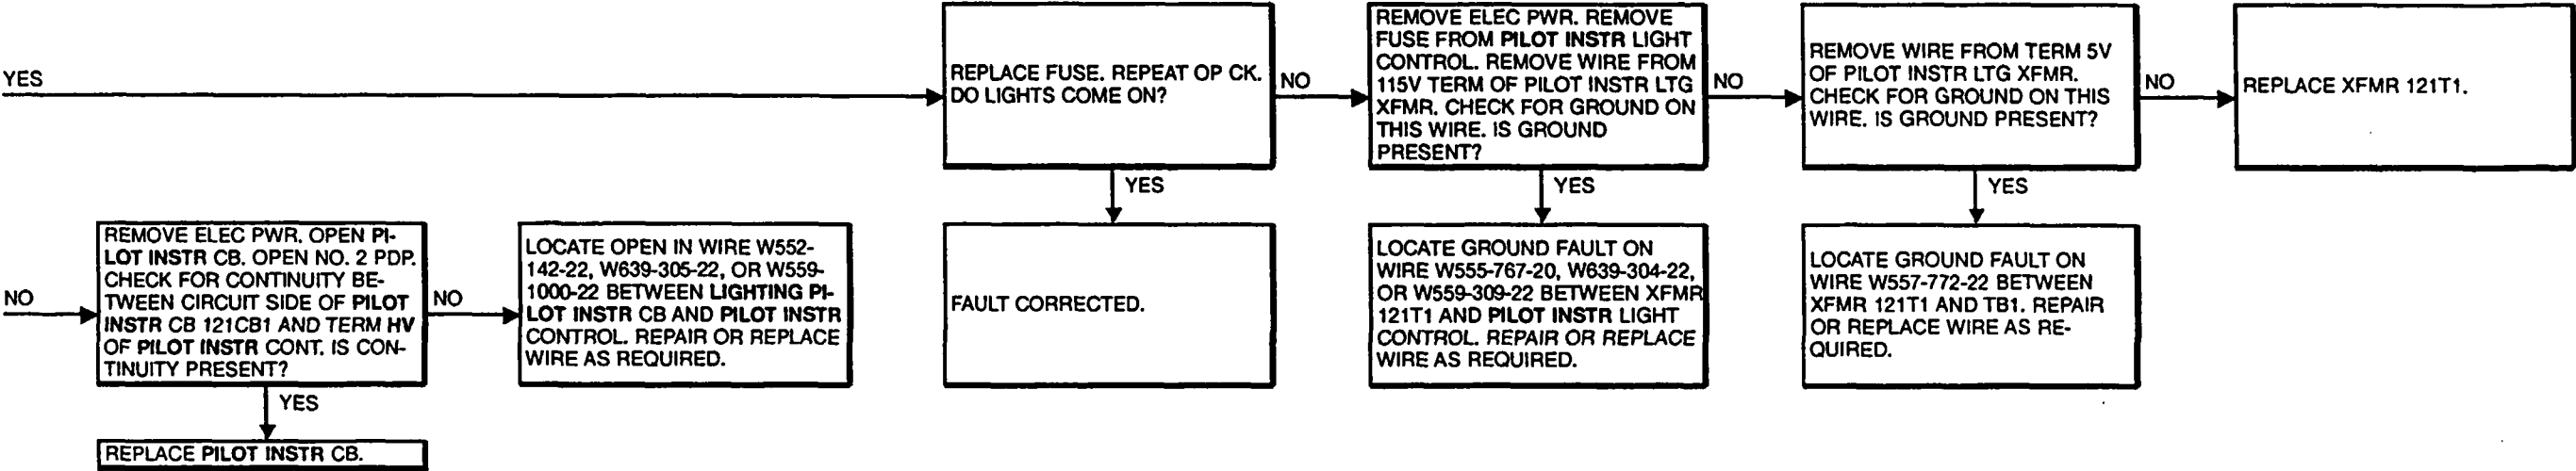 YES
REPLACE FUSE. REPEAT OP CK.
DO LIGHTS COME ON?
NO
REMOVE ELEC PWR. REMOVE
FUSE FROM PILOT INSTR LIGHT
CONTROL. REMOVE WIRE FROM
115V TERM OF PILOT INSTR LTG
XFMR. CHECK FOR GROUND ON
THIS WIRE. IS GROUND
PRESENT?
NO
REMOVE WIRE FROM TERM 5V
OF PILOT INSTR LTG XFMR.
CHECK FOR GROUND ON THIS
WIRE. IS GROUND PRESENT?
NO
REPLACE XFMR 121T1.
YES
YES
YES
NO
REMOVE ELEC PWR. OPEN PI-
LOT INSTR CB. OPEN NO. 2 PDP.
CHECK FOR CONTINUITY BE-
TWEEN CIRCUIT SIDE OF PILOT
INSTR CB 121CB1 AND TERM HV
OF PILOT INSTR CONT. IS CON-
TINUITY PRESENT?
NO
LOCATE OPEN IN WIRE W552-
142-22, W639-305-22, OR W559-
1000-22 BETWEEN LIGHTING PI-
LOT INSTR CB AND PILOT INSTR
CONTROL. REPAIR OR REPLACE
WIRE AS REQUIRED.
FAULT CORRECTED.
LOCATE GROUND FAULT ON
WIRE W555-767-20, W639-304-22,
OR W559-309-22 BETWEEN XFMR
121T1 AND PILOT INSTR LIGHT
CONTROL. REPAIR OR REPLACE
WIRE AS REQUIRED.
LOCATE GROUND FAULT ON
WIRE W557-772-22 BETWEEN
XFMR 121T1 AND TB1. REPAIR
OR REPLACE WIRE AS RE-
QUIRED.
YES
REPLACE PILOT INSTR CB.